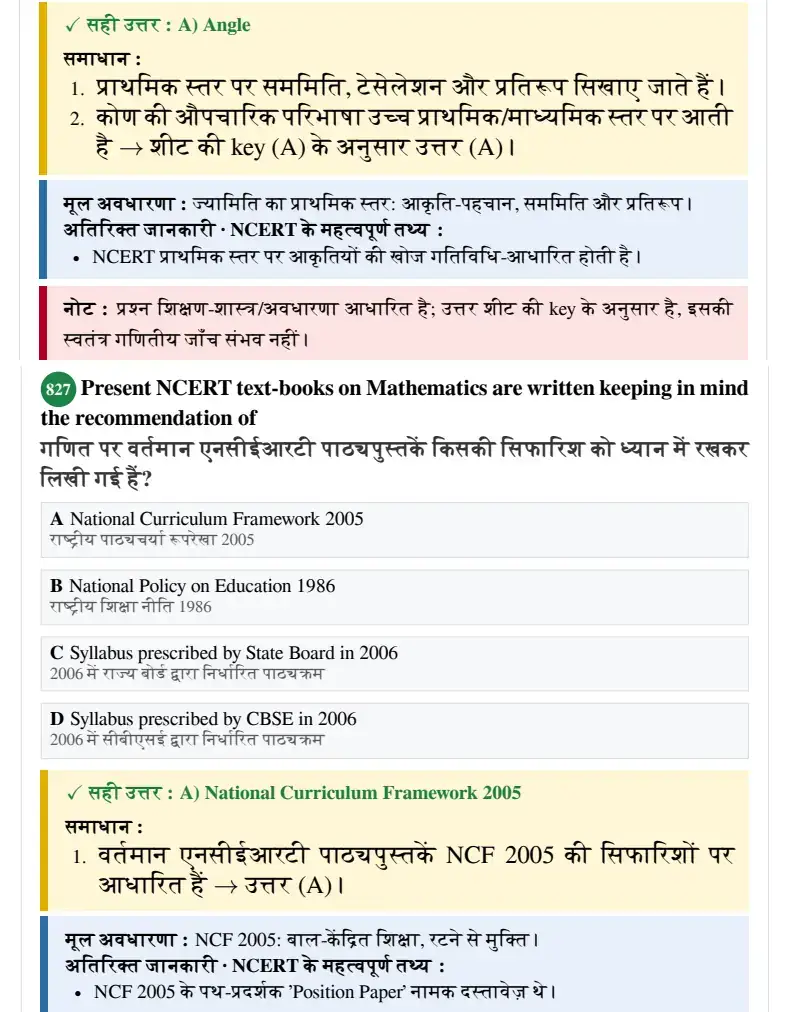 ✓ सही उत्तर : A) Angle
समाधान :
1. प्राथमिक स्तर पर सममिति, टेसेलेशन और प्रतिरूप सिखाए जाते हैं।
2. कोण की औपचारिक परिभाषा उच्च प्राथमिक/माध्यमिक स्तर पर आती
है → शीट की key (A) के अनुसार उत्तर (A)।
मूल अवधारणा : ज्यामिति का प्राथमिक स्तर: आकृति-पहचान, सममिति और प्रतिरूप।
अतिरिक्त जानकारी · NCERT के महत्वपूर्ण तथ्य :
• NCERT प्राथमिक स्तर पर आकृतियों की खोज गतिविधि-आधारित होती है।
नोट : प्रश्न शिक्षण-शास्त्र/अवधारणा आधारित है; उत्तर शीट की key के अनुसार है, इसकी
स्वतंत्र गणितीय जाँच संभव नहीं।
827 Present NCERT text-books on Mathematics are written keeping in mind
the recommendation of
गणित पर वर्तमान एनसीईआरटी पाठ्यपुस्तकें किसकी सिफारिश को ध्यान में रखकर
लिखी गई हैं?
A National Curriculum Framework 2005
राष्ट्रीय पाठ्यचर्या रूपरेखा 2005
B National Policy on Education 1986
राष्ट्रीय शिक्षा नीति 1986
C Syllabus prescribed by State Board in 2006
2006 में राज्य बोर्ड द्वारा निर्धारित पाठ्यक्रम
D Syllabus prescribed by CBSE in 2006
2006 में सीबीएसई द्वारा निर्धारित पाठ्यक्रम
✓ सही उत्तर : A) National Curriculum Framework 2005
समाधान :
1. वर्तमान एनसीईआरटी पाठ्यपुस्तकें NCF 2005 की सिफारिशों पर
आधारित हैं → उत्तर (A)।
मूल अवधारणा : NCF 2005: बाल-केंद्रित शिक्षा, रटने से मुक्ति।
अतिरिक्त जानकारी · NCERT के महत्वपूर्ण तथ्य :
• NCF 2005 के पथ-प्रदर्शक ’Position Paper’ नामक दस्तावेज़ थे।